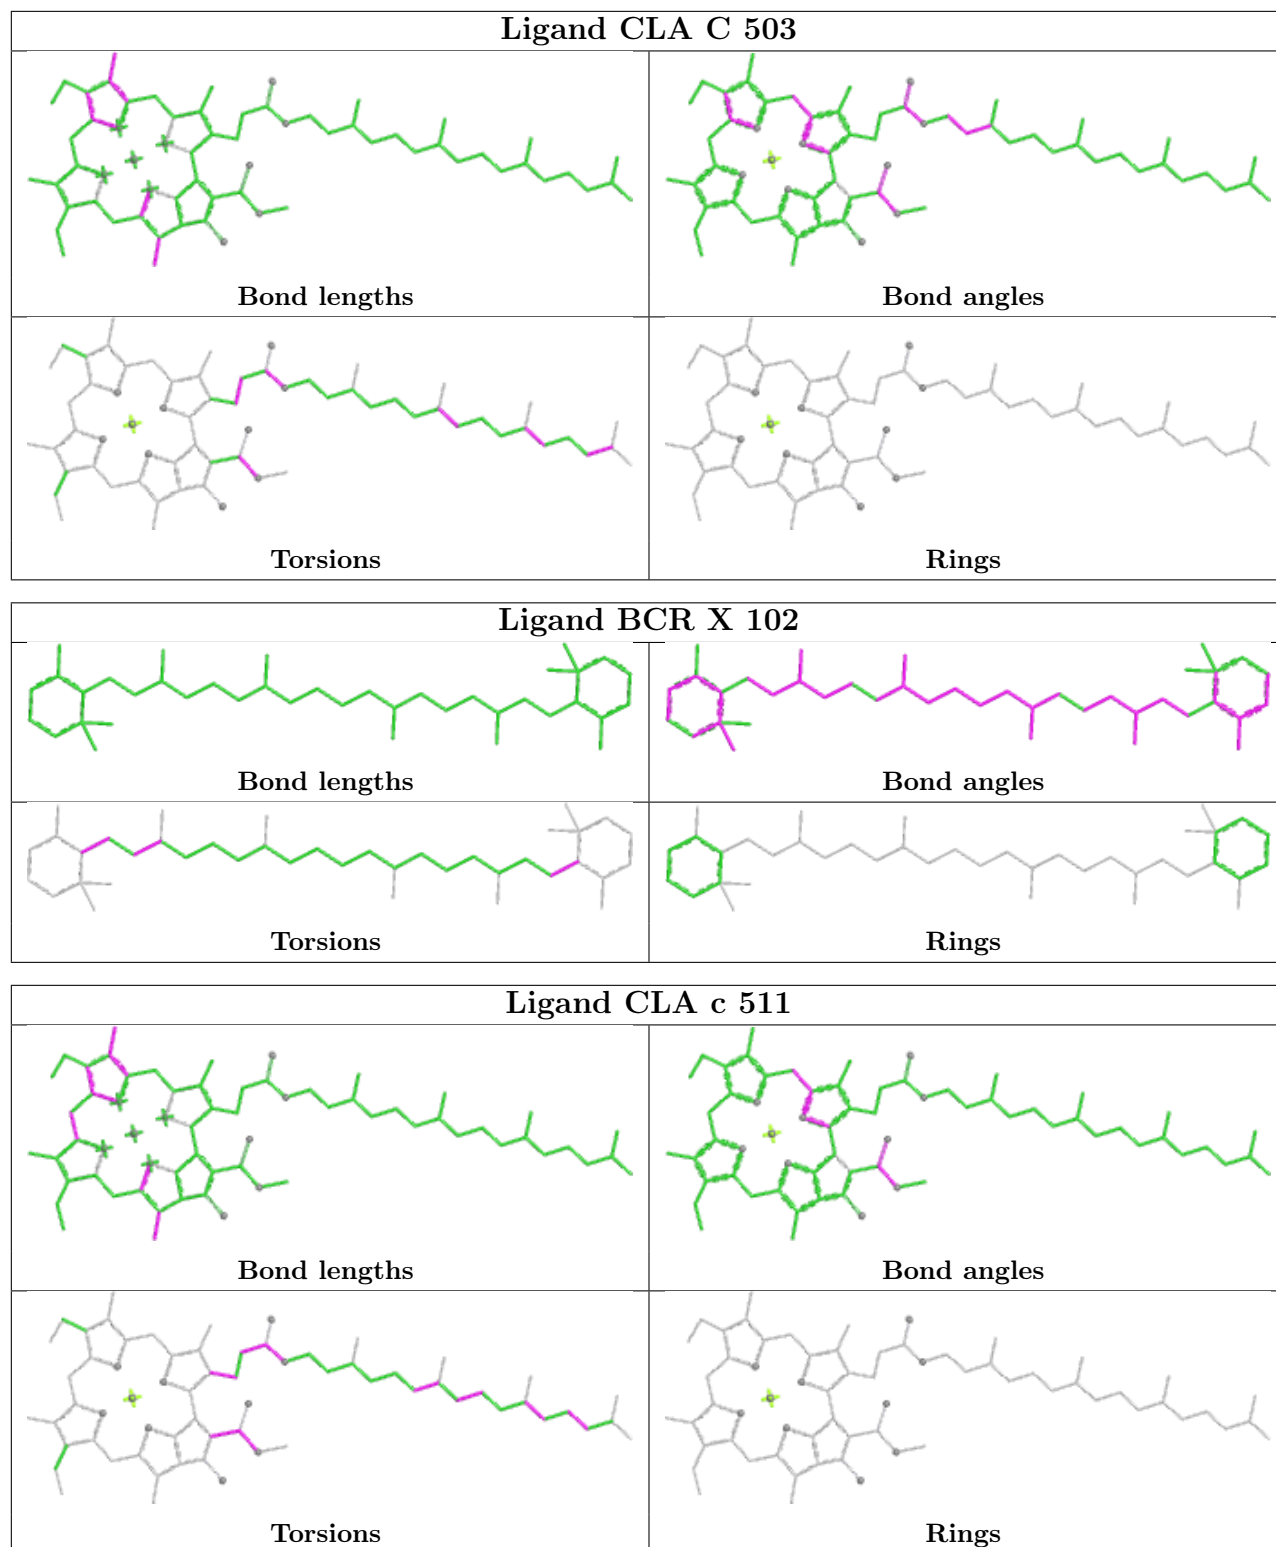 Ligand CLA C 503
Bond lengths
Bond angles
Torsions
Rings
Ligand BCR X 102
Bond lengths
Bond angles
Torsions
Rings
Ligand CLA c 511
Bond lengths
Bond angles
Torsions
Rings